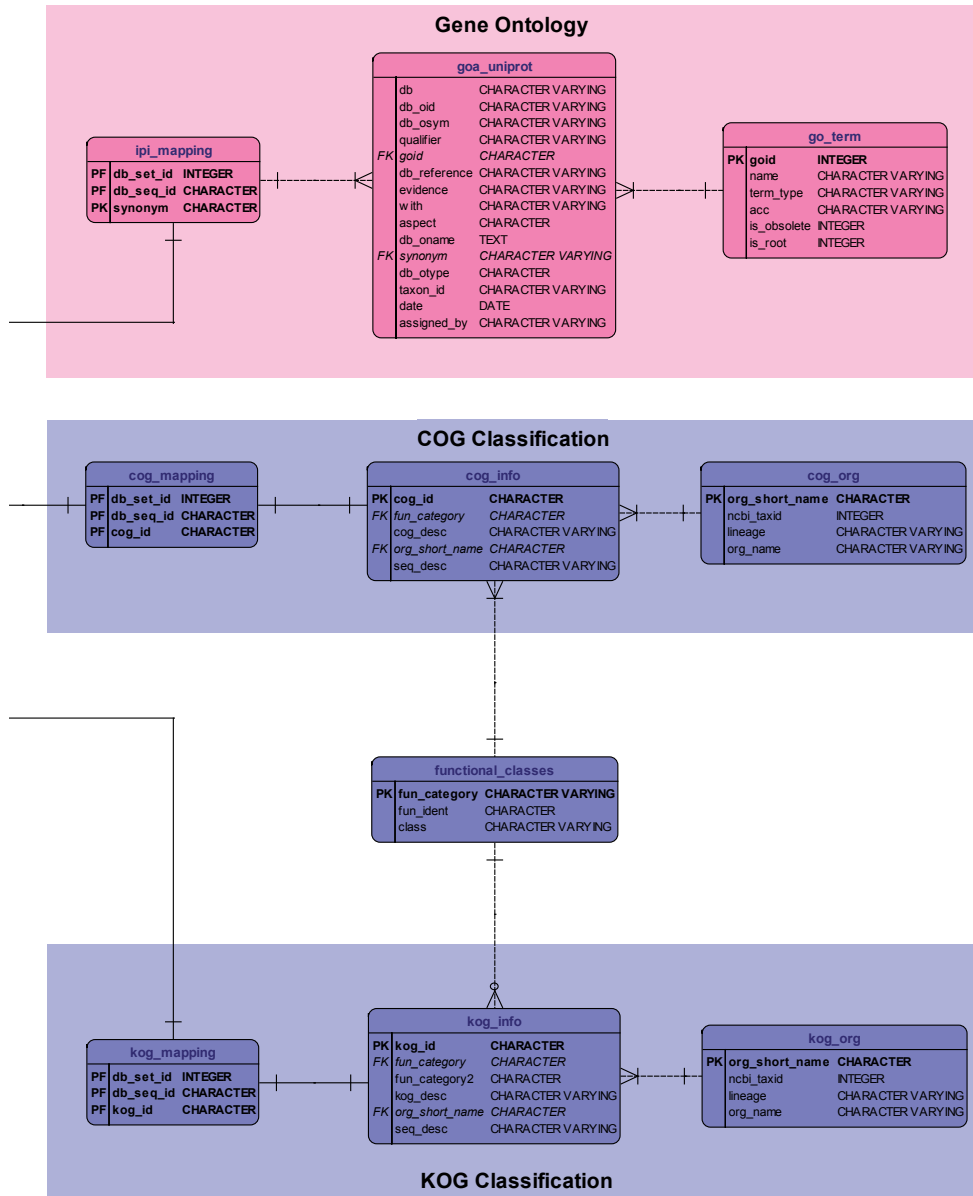 Gene Ontology
goa_uniprot
db CHARACTER VARYING
db_oid CHARACTER VARYING
db_osym CHARACTER VARYING
qualifier CHARACTER VARYING
FK goid CHARACTER
db_reference CHARACTER VARYING
evidence CHARACTER VARYING
with CHARACTER VARYING
aspect CHARACTER
db_oname TEXT
FK synonym CHARACTER VARYING
db_otype CHARACTER
taxon_id CHARACTER VARYING
date DATE
assigned_by CHARACTER VARYING
ipi_mapping
PF db_set_id INTEGER
PF db_seq_id CHARACTER
PK synonym CHARACTER
go_term
PK goid INTEGER
name CHARACTER VARYING
term_type CHARACTER VARYING
acc CHARACTER VARYING
is_obsolete INTEGER
is_root INTEGER
COG Classification
cog_mapping
PF db_set_id INTEGER
PF db_seq_id CHARACTER
PF cog_id CHARACTER
cog_info
PK cog_id CHARACTER
FK fun_category CHARACTER
cog_desc CHARACTER VARYING
FK org_short_name CHARACTER
seq_desc CHARACTER VARYING
cog_org
PK org_short_name CHARACTER
ncbi_taxid INTEGER
lineage CHARACTER VARYING
org_name CHARACTER VARYING
functional_classes
PK fun_category CHARACTER VARYING
fun_ident CHARACTER
class CHARACTER VARYING
kog_mapping
PF db_set_id INTEGER
PF db_seq_id CHARACTER
PF kog_id CHARACTER
kog_info
PK kog_id CHARACTER
FK fun_category CHARACTER
fun_category2 CHARACTER
kog_desc CHARACTER VARYING
FK org_short_name CHARACTER
seq_desc CHARACTER VARYING
kog_org
PK org_short_name CHARACTER
ncbi_taxid INTEGER
lineage CHARACTER VARYING
org_name CHARACTER VARYING
KOG Classification